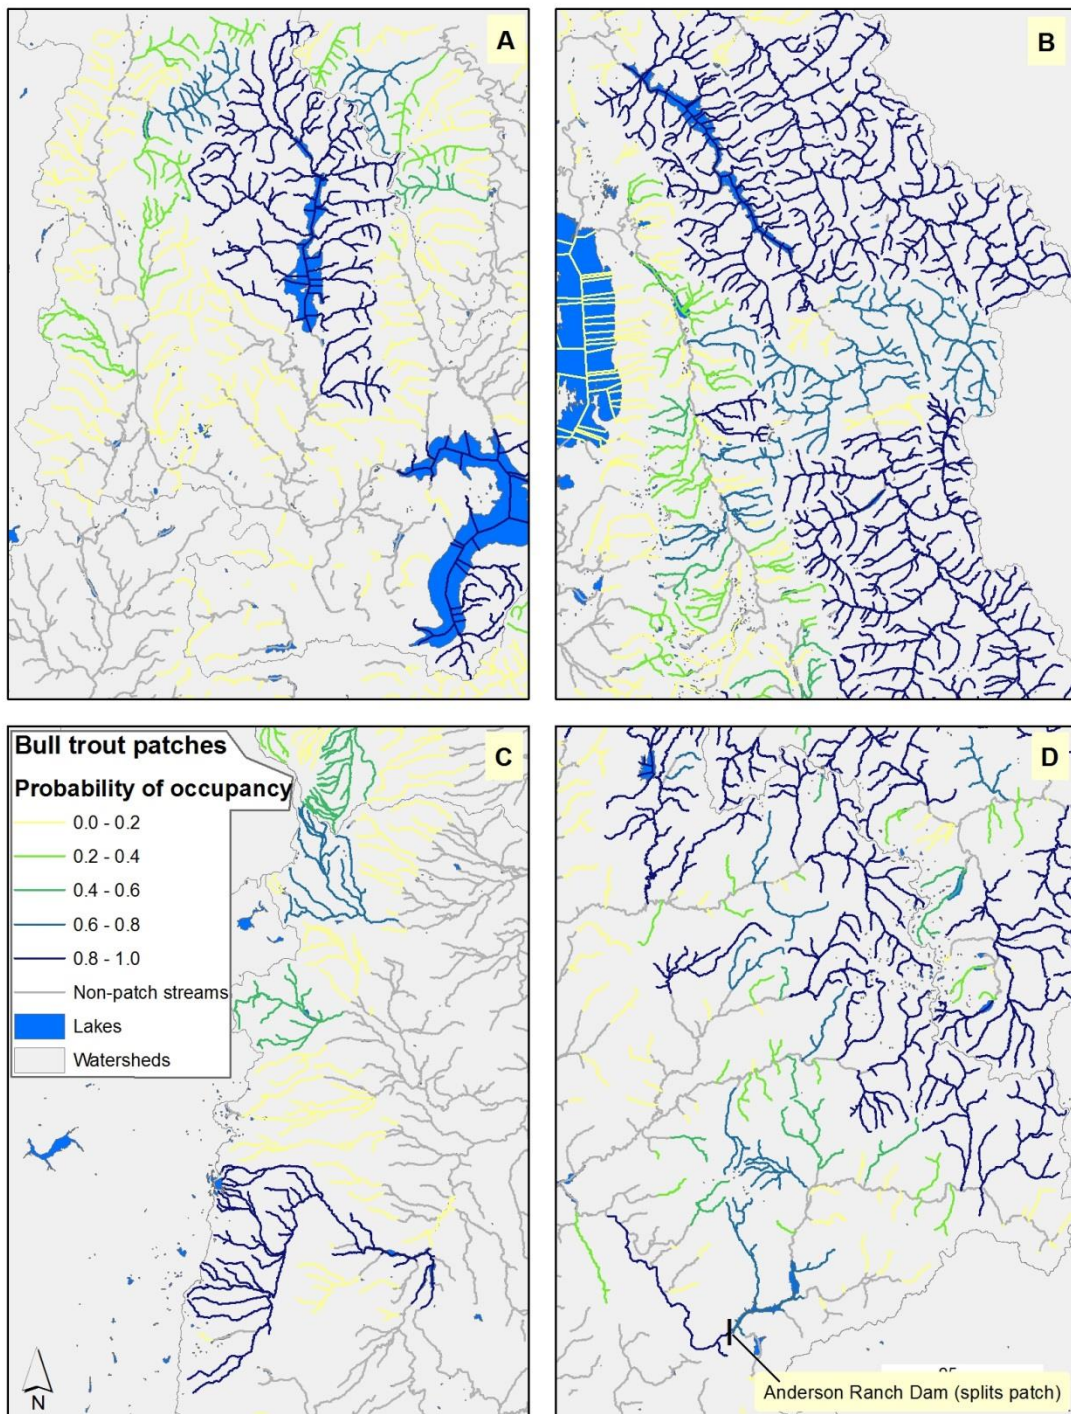 A
B
Bull trout patches
Probability of occupancy
0.0 - 0.2
0.2 - 0.4
0.4 - 0.6
0.6 - 0.8
0.8 - 1.0
Non-patch streams
Lakes
Watersheds
C
D
N
Anderson Ranch Dam (splits patch)